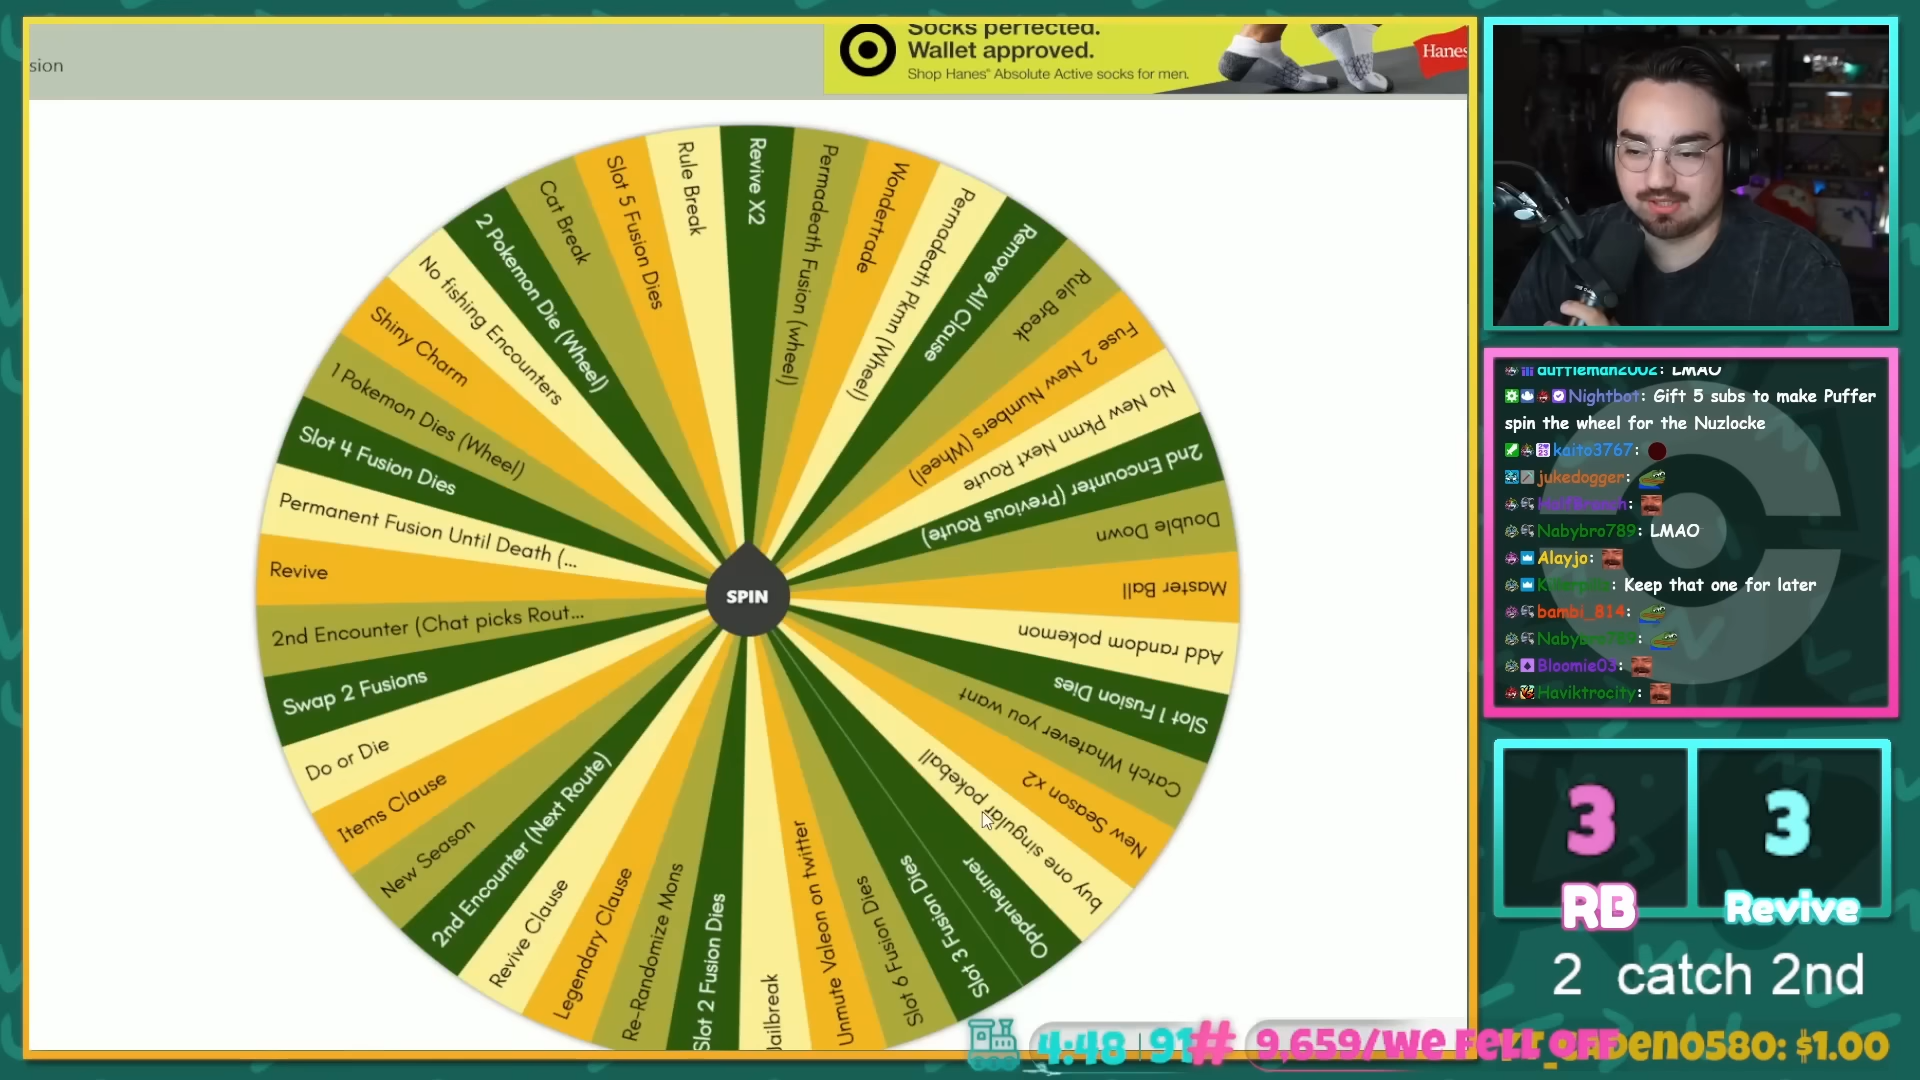 sion
Socks perfected.
Wallet approved.
Shop Hanes® Absolute Active socks for men.
Hanes
Revive X2
Permadeath Fusion (wheel)
Wondertrade
Permadeath Pkmn (Wheel)
Remove All Clause
Rule Break
Fuse 2 New Numbers (Wheel)
No New Pkmn Next Route
2nd Encounter (Previous Route)
Double Down
Master Ball
Add random pokemon
Slot 1 Fusion Dies
Catch Whatever you want
New Season x2
buy one singular pokeball
Oppenheimer
Slot 3 Fusion Dies
Slot 6 Fusion Dies
Unmute Valeon on twitter
Jailbreak
Slot 2 Fusion Dies
Re-Randomize Mons
Legendary Clause
Revive Clause
2nd Encounter (Next Route)
New Season
Items Clause
Do or Die
Swap 2 Fusions
2nd Encounter (Chat picks Rout...
Revive
Permanent Fusion Until Death (...
Slot 4 Fusion Dies
1 Pokemon Dies (Wheel)
Shiny Charm
No fishing Encounters
2 Pokemon Die (Wheel)
Cat Break
Slot 5 Fusion Dies
Rule Break
SPIN
duffleman2002: LMAO
Nightbot: Gift 5 subs to make Puffer
spin the wheel for the Nuzlocke
kaito3767:
jukedogger:
Nabybro789: LMAO
Alayjo:
Keep that one for later
bambi_814:
Nabybro789:
Bloomie03:
Haviktrocity:
3
RB
3
Revive
2 catch 2nd
4:48 91# 9,659/we fell off
deno580: $1.00